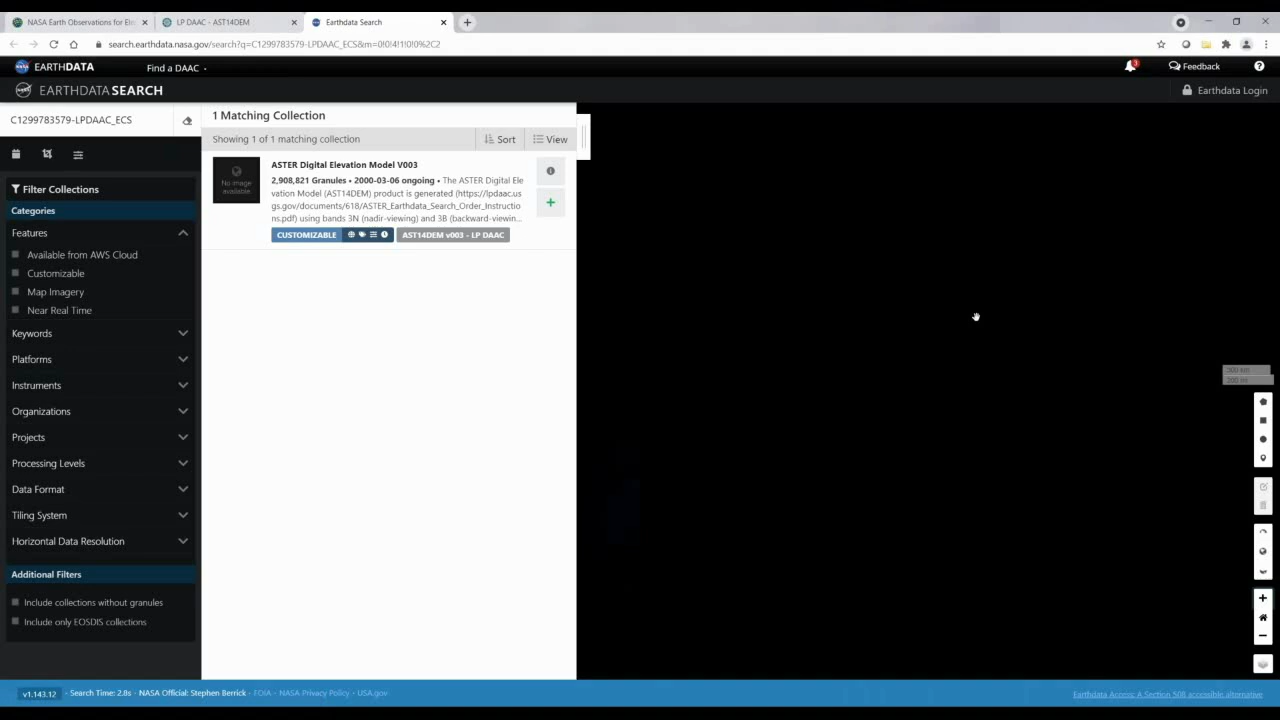 NASA Earth Observations for Ele
LP DAAC - AST14DEM
Earthdata Search
search.earthdata.nasa.gov/search?q=C1299783579-LPDAAC_ECS&m=0!0!4!1!0!0%2C2
EARTHDATA
Find a DAAC
3
Feedback
EARTHDATA SEARCH
Earthdata Login
C1299783579-LPDAAC_ECS
1 Matching Collection
Showing 1 of 1 matching collection
Sort
View
Filter Collections
Categories
Features
Available from AWS Cloud
Customizable
Map Imagery
Near Real Time
Keywords
Platforms
Instruments
Organizations
Projects
Processing Levels
Data Format
Tiling System
Horizontal Data Resolution
Additional Filters
Include collections without granules
Include only EOSDIS collections
No image
available
ASTER Digital Elevation Model V003
2,908,821 Granules • 2000-03-06 ongoing • The ASTER Digital Ele
vation Model (AST14DEM) product is generated (https://lpdaac.us
gs.gov/documents/618/ASTER_Earthdata_Search_Order_Instructio
ns.pdf) using bands 3N (nadir-viewing) and 3B (backward-viewin...
CUSTOMIZABLE
AST14DEM v003 - LP DAAC
300 km
200 mi
v1.143.12 • Search Time: 2.8s • NASA Official: Stephen Berrick • FOIA • NASA Privacy Policy • USA.gov
Earthdata Access: A Section 508 accessible alternative